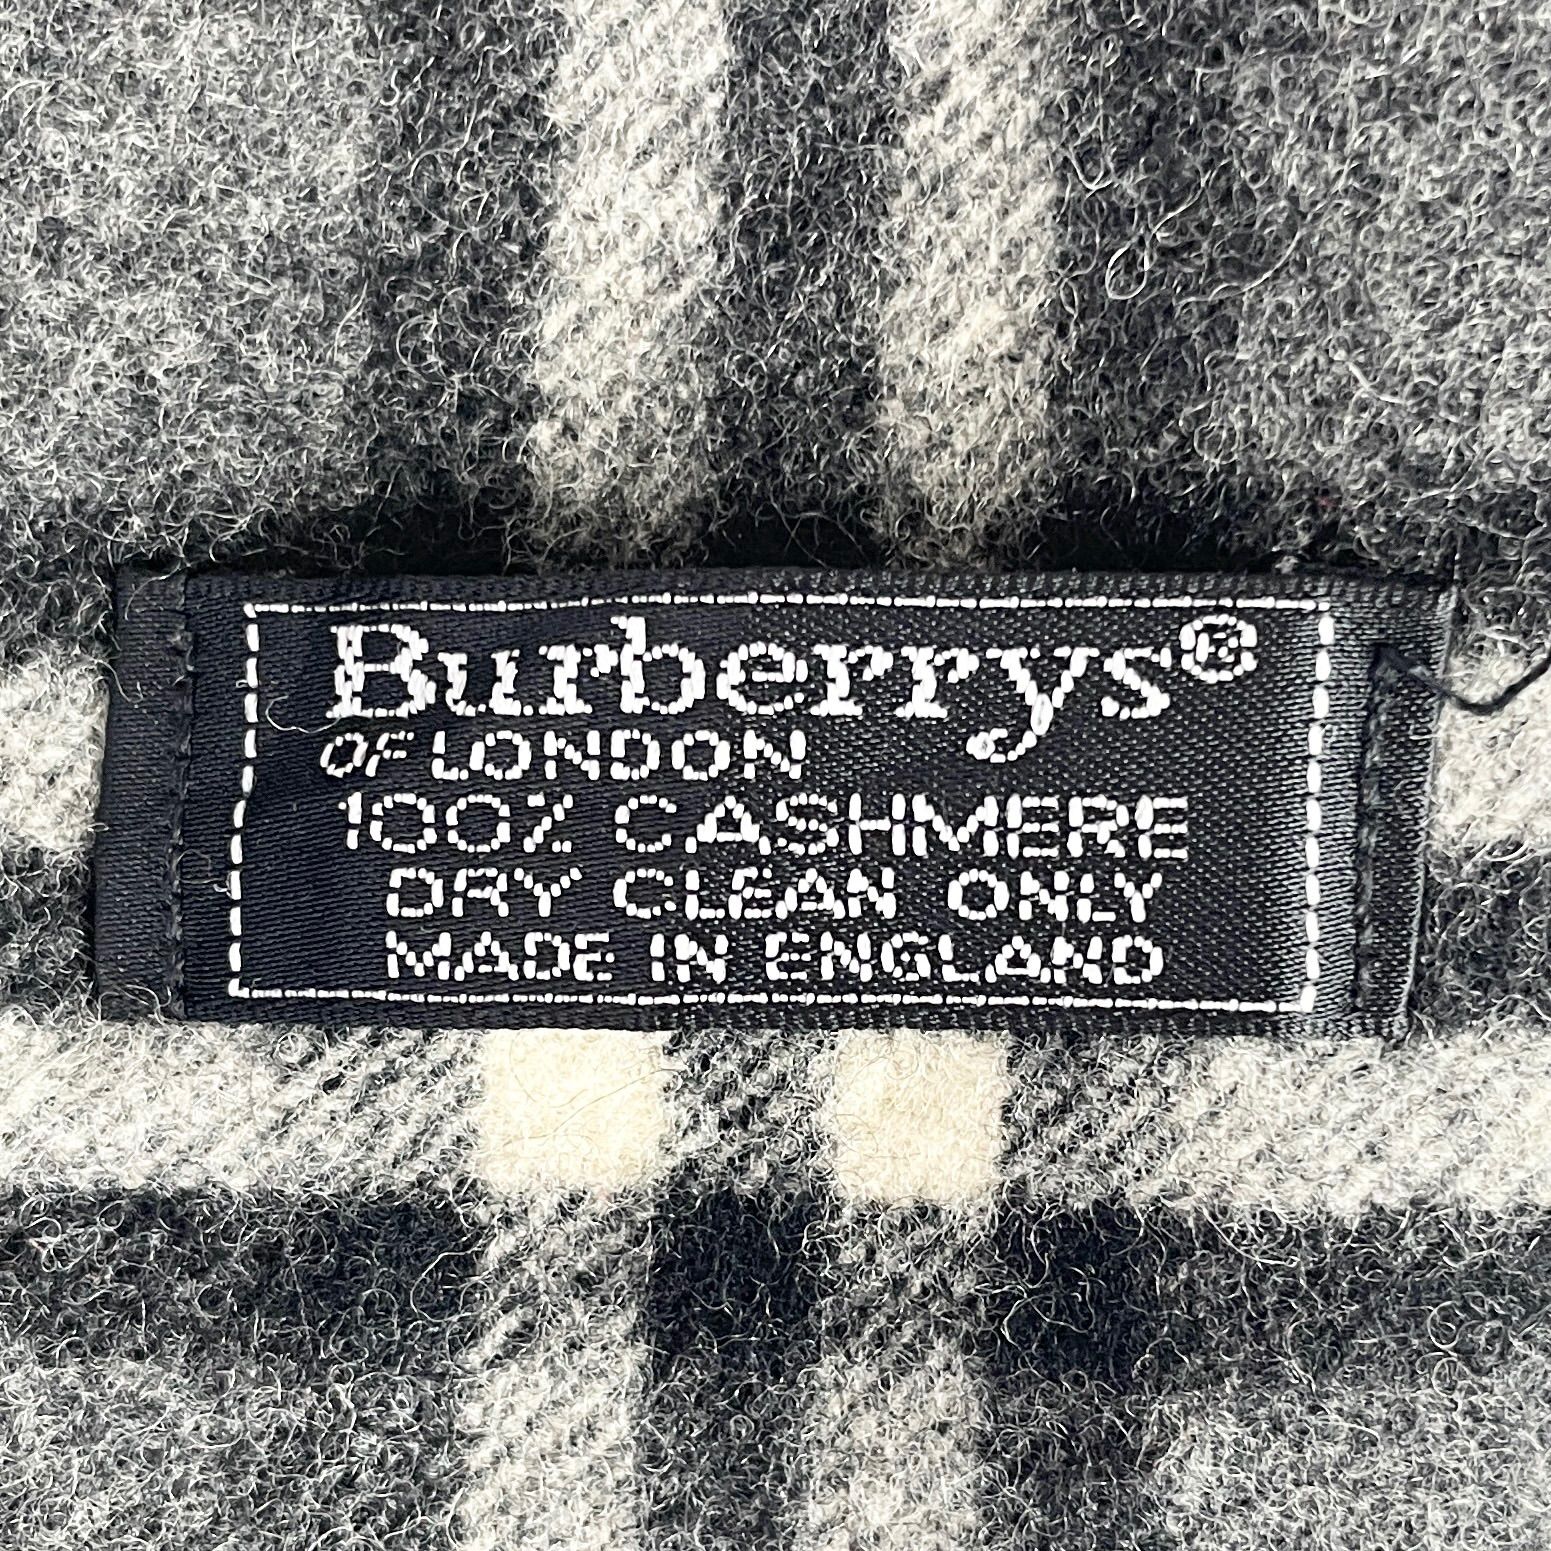 Burberrys®
OF LONDON
100% CASHMERE
DRY CLEAN ONLY
MADE IN ENGLAND